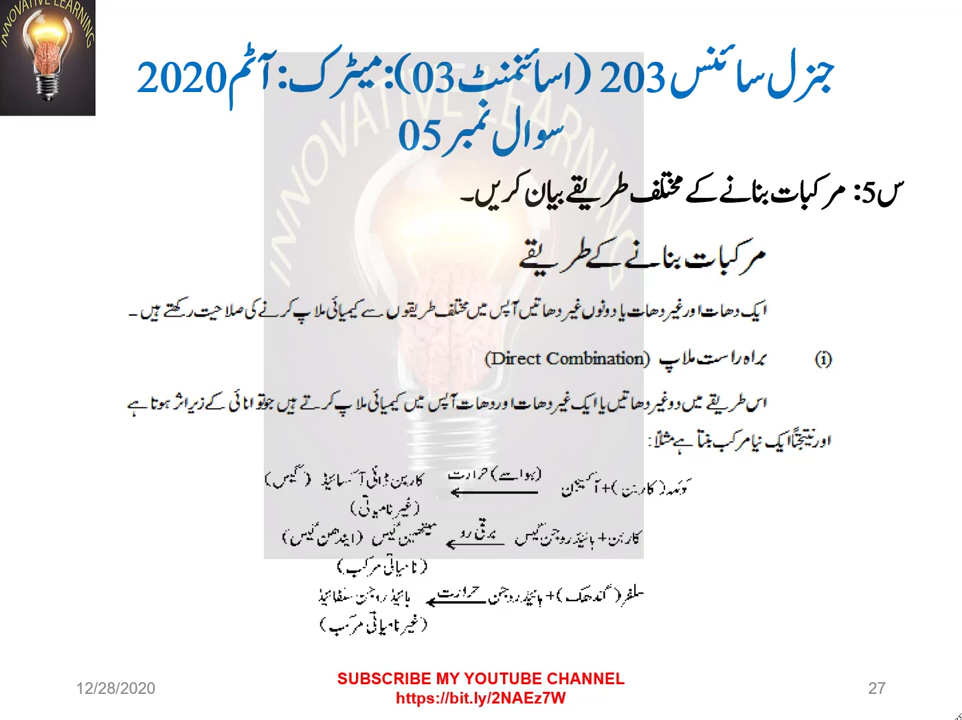 INNOVATIVE LEARNING
جنرل سائنس 203 (اسائنمنٹ 03): میٹرک: آٹم 2020
سوال نمبر 05
س5: مرکبات بنانے کے مختلف طریقے بیان کریں۔
مرکبات بنانے کے طریقے
ایک دھات اور غیر دھات یا دونوں غیر دھاتیں آپس میں مختلف طریقوں سے کیمیائی ملاپ کرنے کی صلاحیت رکھتے ہیں۔
(i) براہ راست ملاپ (Direct Combination)
اس طریقے میں دو غیر دھاتیں یا ایک غیر دھات اور دھات آپس میں کیمیائی ملاپ کرتے ہیں جو توانائی کے زیر اثر ہوتا ہے
اور نتیجتاً ایک نیا مرکب بنتا ہے مثلاً:
کوئلہ (کاربن) + آکسیجن ← (ہوا سے) حرارت کاربن ڈائی آکسائیڈ (گیس)
(غیر نامیاتی)
کاربن + ہائیڈروجن گیس ← برقی رو میتھین گیس (ایندھن گیس)
(نامیاتی مرکب)
سلفر (گندھک) + ہائیڈروجن ← حرارت ہائیڈروجن سلفائیڈ
(غیر نامیاتی مرکب)
12/28/2020
SUBSCRIBE MY YOUTUBE CHANNEL
https://bit.ly/2NAEz7W
27